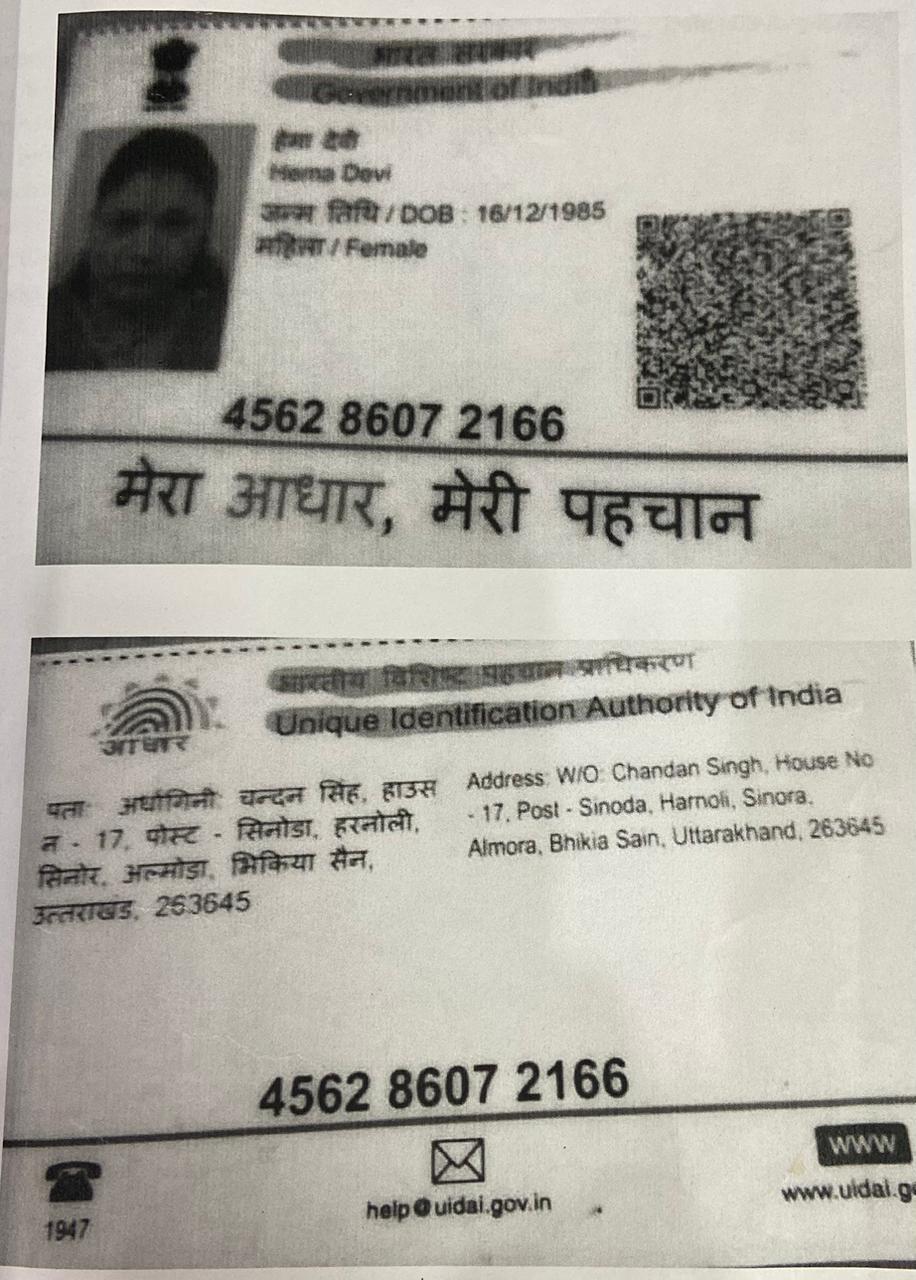 भारत सरकार
Government of India
हेमा देवी
Hema Devi
जन्म तिथि / DOB : 16/12/1985
महिला / Female
4562 8607 2166
मेरा आधार, मेरी पहचान
भारतीय विशिष्ट पहचान प्राधिकरण
Unique Identification Authority of India
आधार
पता: अर्धांगिनी: चन्दन सिंह, हाउस
न - 17, पोस्ट - सिनोडा, हरनोली,
सिनोर, अल्मोडा, भिकिया सैन,
उत्तराखंड, 263645
Address: W/O: Chandan Singh, House No
- 17, Post - Sinoda, Harnoli, Sinora,
Almora, Bhikia Sain, Uttarakhand, 263645
4562 8607 2166
1947
help@uidai.gov.in
www
www.uidai.g